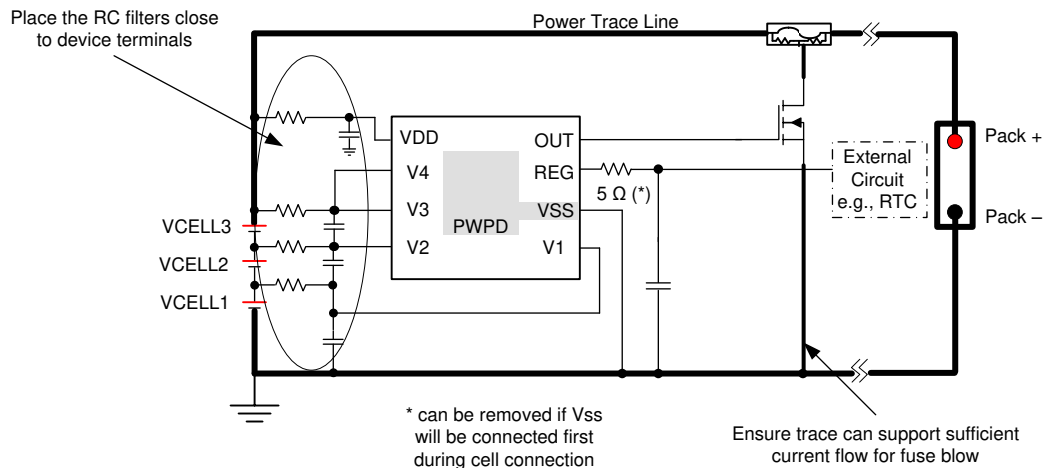 Place the RC filters close
to device terminals
Power Trace Line
VDD
OUT
V4
REG
V3
5 Ω (*)
VSS
PWPD
V2
V1
External
Circuit
e.g., RTC
Pack +
Pack –
VCELL3
VCELL2
VCELL1
* can be removed if Vss
will be connected first
during cell connection
Ensure trace can support sufficient
current flow for fuse blow